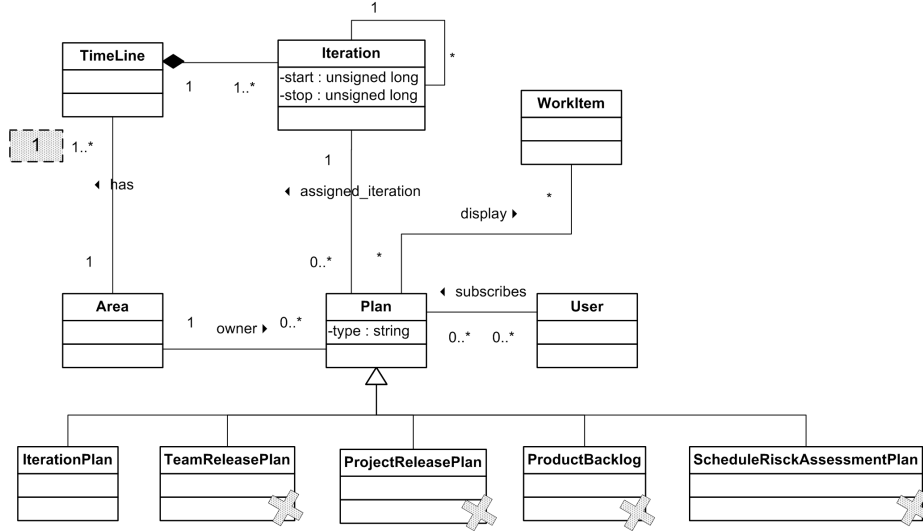 1
TimeLine
Iteration
-start : unsigned long
-stop : unsigned long
*
1
1..*
WorkItem
1
1..*
◄ has
1
◄ assigned_iteration
*
display ►
1
0..*
*
◄ subscribes
Area
Plan
-type : string
User
1
owner ►
0..*
0..*
0..*
IterationPlan
TeamReleasePlan
ProjectReleasePlan
ProductBacklog
ScheduleRisckAssessmentPlan